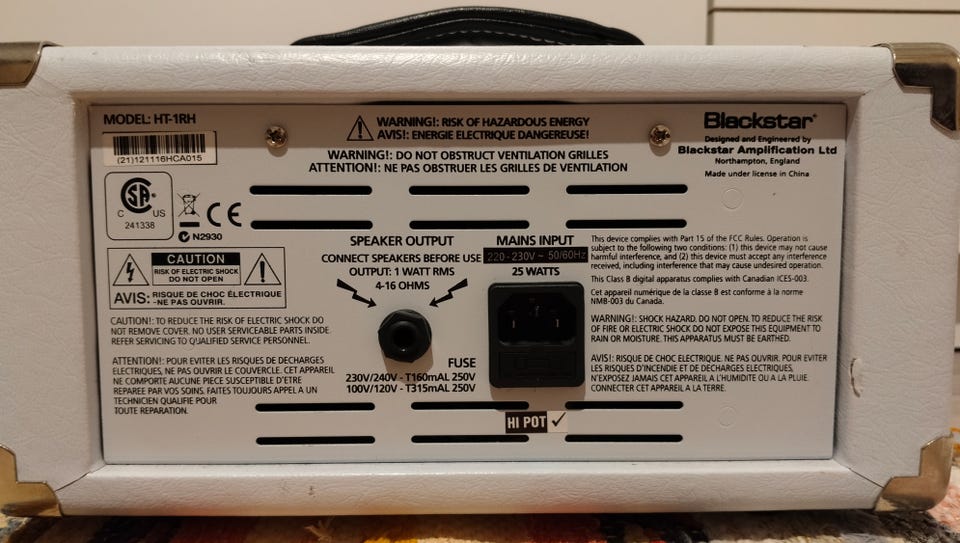 MODEL: HT-1RH
(21)121116HCA015
WARNING!: RISK OF HAZARDOUS ENERGY
AVIS!: ENERGIE ELECTRIQUE DANGEREUSE!
WARNING!: DO NOT OBSTRUCT VENTILATION GRILLES
ATTENTION!: NE PAS OBSTRUER LES GRILLES DE VENTILATION
Blackstar®
Designed and Engineered by
Blackstar Amplification Ltd
Northampton, England
Made under license in China
CSA
C US
241338
CE
N2930
CAUTION
RISK OF ELECTRIC SHOCK
DO NOT OPEN
AVIS: RISQUE DE CHOC ÉLECTRIQUE
-NE PAS OUVRIR.
CAUTION!: TO REDUCE THE RISK OF ELECTRIC SHOCK DO
NOT REMOVE COVER. NO USER SERVICEABLE PARTS INSIDE.
REFER SERVICING TO QUALIFIED SERVICE PERSONNEL.
ATTENTION!: POUR EVITER LES RISQUES DE DECHARGES
ELECTRIQUES, NE PAS OUVRIR LE COUVERCLE. CET APPAREIL
NE COMPORTE AUCUNE PIECE SUSCEPTIBLE D'ÊTRE
REPAREE PAR VOS SOINS. FAITES TOUJOURS APPEL A UN
TECHNICIEN QUALIFIE POUR
TOUTE REPARATION.
SPEAKER OUTPUT
CONNECT SPEAKERS BEFORE USE
OUTPUT: 1 WATT RMS
4-16 OHMS
MAINS INPUT
220-230V ~ 50/60Hz
25 WATTS
FUSE
230V/240V - T160mAL 250V
100V/120V - T315mAL 250V
HI POT ✓
This device complies with Part 15 of the FCC Rules. Operation is
subject to the following two conditions: (1) this device may not cause
harmful interference, and (2) this device must accept any interference
received, including interference that may cause undesired operation.
This Class B digital apparatus complies with Canadian ICES-003.
Cet appareil numérique de la classe B est conforme à la norme
NMB-003 du Canada.
WARNING!: SHOCK HAZARD. DO NOT OPEN. TO REDUCE THE RISK
OF FIRE OR ELECTRIC SHOCK DO NOT EXPOSE THIS EQUIPMENT TO
RAIN OR MOISTURE. THIS APPARATUS MUST BE EARTHED.
AVIS!: RISQUE DE CHOC ELECTRIQUE. NE PAS OUVRIR. POUR EVITER
LES RISQUES D'INCENDIE ET DE DECHARGES ELECTRIQUES,
N'EXPOSEZ JAMAIS CET APPAREIL A L'HUMIDITE OU A LA PLUIE.
CONNECTER CET APPAREIL A LA TERRE.